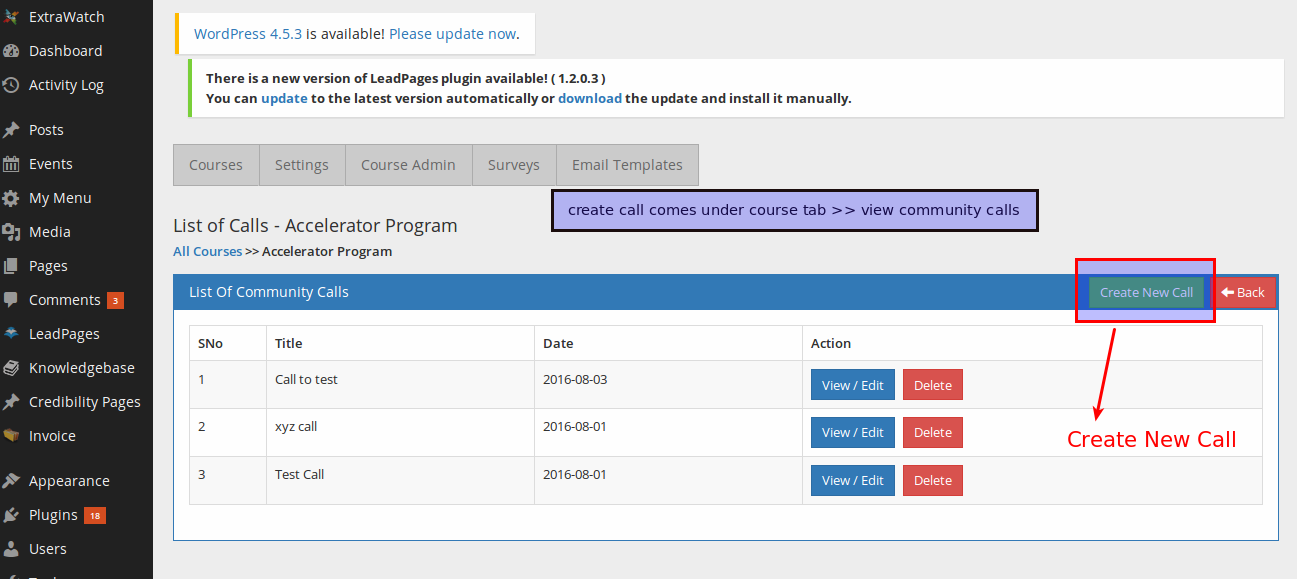 ExtraWatch
Dashboard
Activity Log
Posts
Events
My Menu
Media
Pages
Comments 3
LeadPages
Knowledgebase
Credibility Pages
Invoice
Appearance
Plugins 18
Users
WordPress 4.5.3 is available! Please update now.
There is a new version of LeadPages plugin available! ( 1.2.0.3 )
You can update to the latest version automatically or download the update and install it manually.
Courses Settings Course Admin Surveys Email Templates
create call comes under course tab >> view community calls
List of Calls - Accelerator Program
All Courses >> Accelerator Program
List Of Community Calls Create New Call Back
SNo Title Date Action
1 Call to test 2016-08-03 View / Edit Delete
2 xyz call 2016-08-01 View / Edit Delete
3 Test Call 2016-08-01 View / Edit Delete
Create New Call